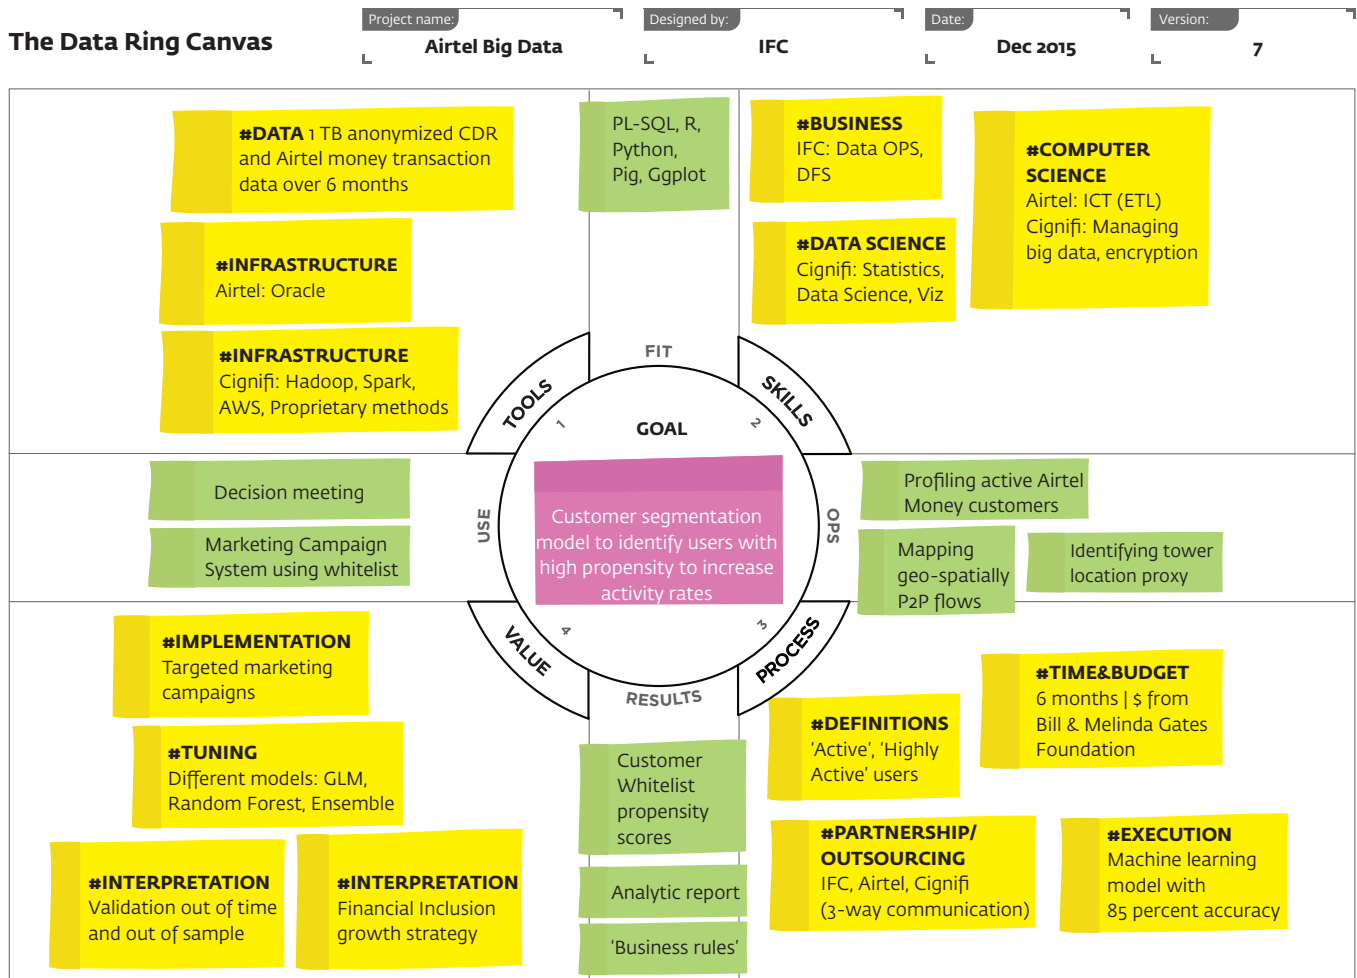 The Data Ring Canvas
Project name:
Airtel Big Data
Designed by:
IFC
Date:
Dec 2015
Version:
7
#DATA 1 TB anonymized CDR
and Airtel money transaction
data over 6 months
#INFRASTRUCTURE
Airtel: Oracle
#INFRASTRUCTURE
Cignifi: Hadoop, Spark,
AWS, Proprietary methods
PL-SQL, R,
Python,
Pig, Ggplot
#BUSINESS
IFC: Data OPS,
DFS
#DATA SCIENCE
Cignifi: Statistics,
Data Science, Viz
#COMPUTER
SCIENCE
Airtel: ICT (ETL)
Cignifi: Managing
big data, encryption
FIT
TOOLS
SKILLS
1
GOAL
2
Customer segmentation
model to identify users with
high propensity to increase
activity rates
USE
OPS
Decision meeting
Marketing Campaign
System using whitelist
Profiling active Airtel
Money customers
Mapping
geo-spatially
P2P flows
Identifying tower
location proxy
4
3
VALUE
PROCESS
RESULTS
#IMPLEMENTATION
Targeted marketing
campaigns
#TUNING
Different models: GLM,
Random Forest, Ensemble
#INTERPRETATION
Validation out of time
and out of sample
#INTERPRETATION
Financial Inclusion
growth strategy
Customer
Whitelist
propensity
scores
Analytic report
'Business rules'
#DEFINITIONS
'Active', 'Highly
Active' users
#TIME&BUDGET
6 months | $ from
Bill & Melinda Gates
Foundation
#PARTNERSHIP/
OUTSOURCING
IFC, Airtel, Cignifi
(3-way communication)
#EXECUTION
Machine learning
model with
85 percent accuracy